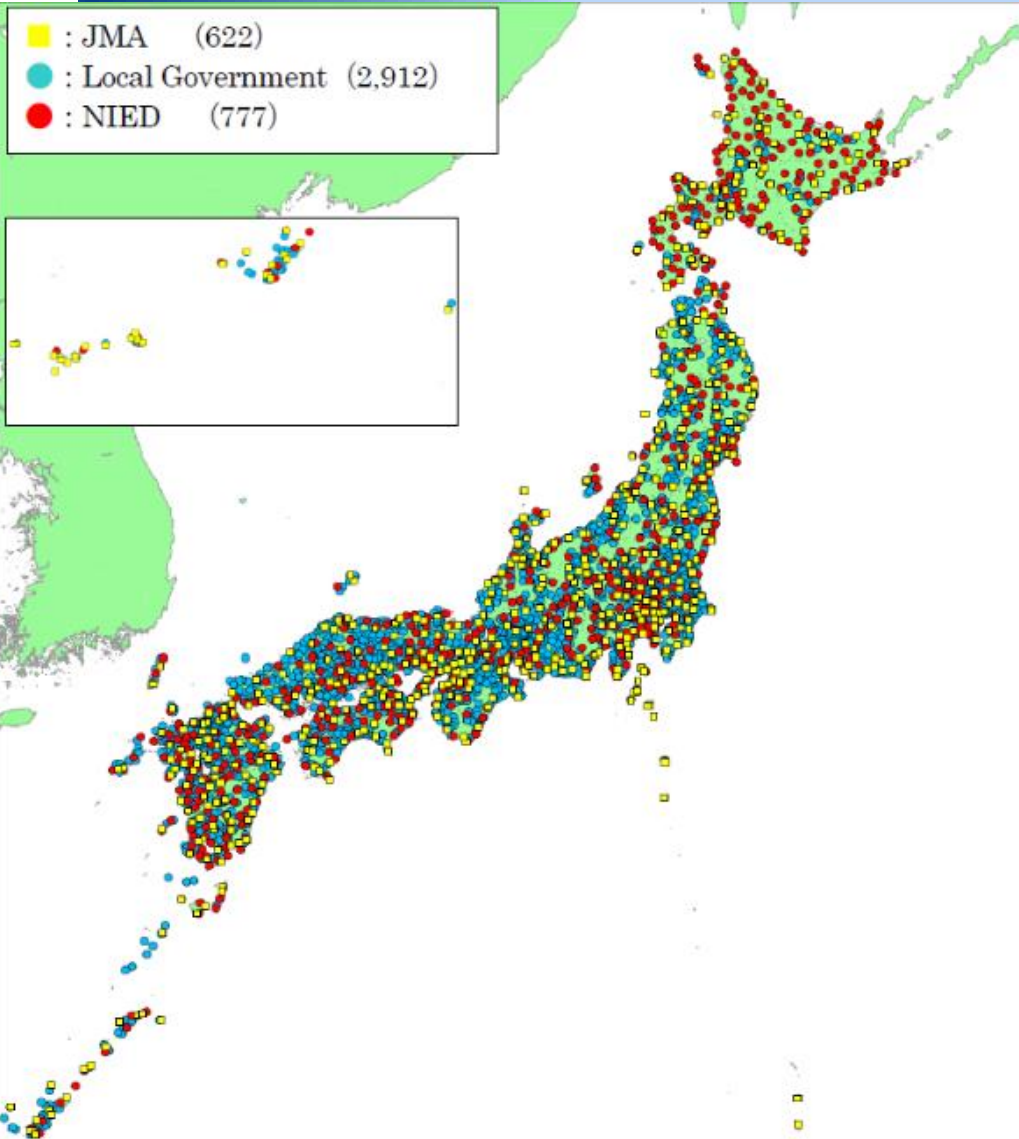 : JMA (622)
: Local Government (2,912)
: NIED (777)